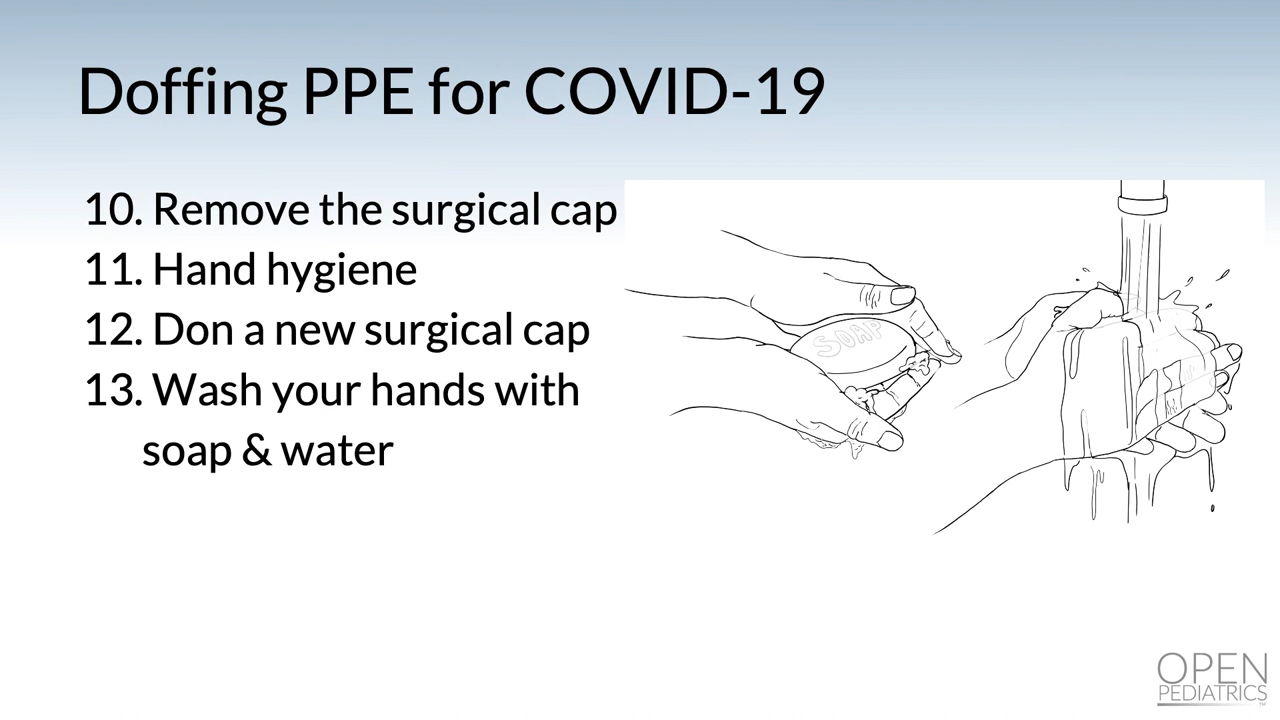 Doffing PPE for COVID-19
10. Remove the surgical cap
11. Hand hygiene
12. Don a new surgical cap
13. Wash your hands with
soap & water
SOAP
OPEN
PEDIATRICS™